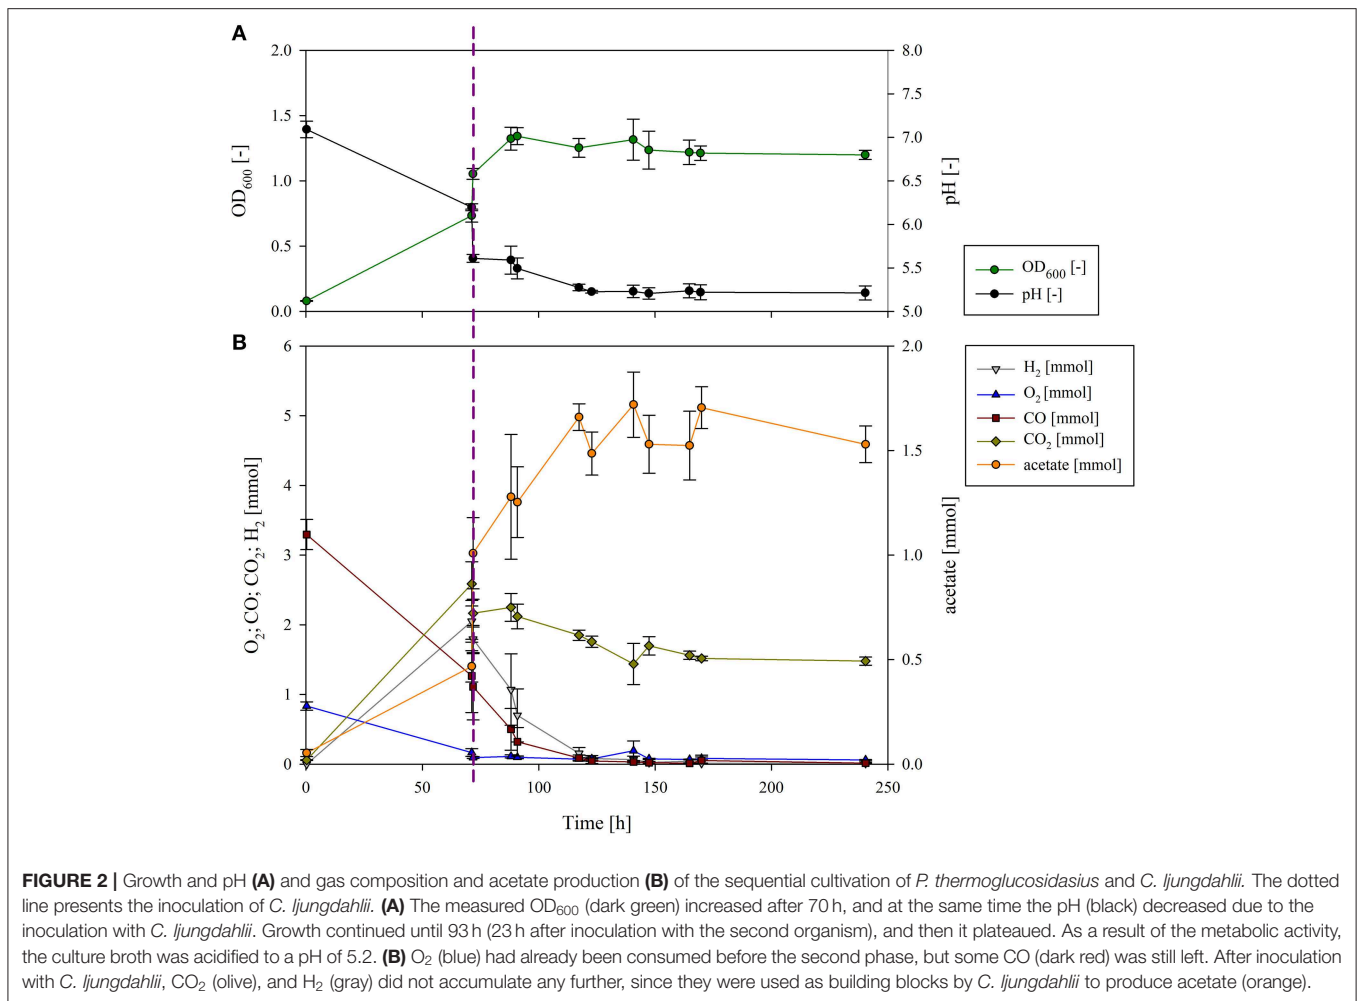 A
2.0
1.5
1.0
0.5
0.0
OD₆₀₀ [-]
8.0
7.5
7.0
6.5
6.0
5.5
5.0
pH [-]
0
50
100
150
200
250
OD₆₀₀ [-]
pH [-]
B
6
5
4
3
2
1
0
O₂; CO; CO₂; H₂ [mmol]
2.0
1.5
1.0
0.5
0.0
acetate [mmol]
0
50
100
150
200
250
Time [h]
H₂ [mmol]
O₂ [mmol]
CO [mmol]
CO₂ [mmol]
acetate [mmol]
FIGURE 2 | Growth and pH (A) and gas composition and acetate production (B) of the sequential cultivation of P. thermoglucosidasius and C. ljungdahlii. The dotted
line presents the inoculation of C. ljungdahlii. (A) The measured OD₆₀₀ (dark green) increased after 70 h, and at the same time the pH (black) decreased due to the
inoculation with C. ljungdahlii. Growth continued until 93 h (23 h after inoculation with the second organism), and then it plateaued. As a result of the metabolic activity,
the culture broth was acidified to a pH of 5.2. (B) O₂ (blue) had already been consumed before the second phase, but some CO (dark red) was still left. After inoculation
with C. ljungdahlii, CO₂ (olive), and H₂ (gray) did not accumulate any further, since they were used as building blocks by C. ljungdahlii to produce acetate (orange).